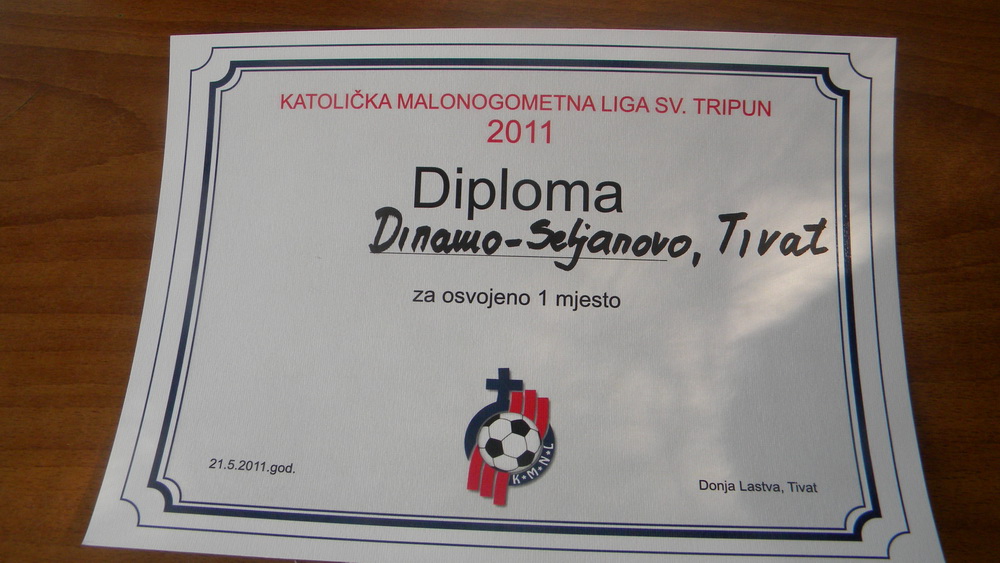 KATOLIČKA MALONOGOMETNA LIGA SV. TRIPUN
2011
Diploma
Dinamo-Seljanovo, Tivat
za osvojeno 1 mjesto
K·M·N·L
21.5.2011.god.
Donja Lastva, Tivat